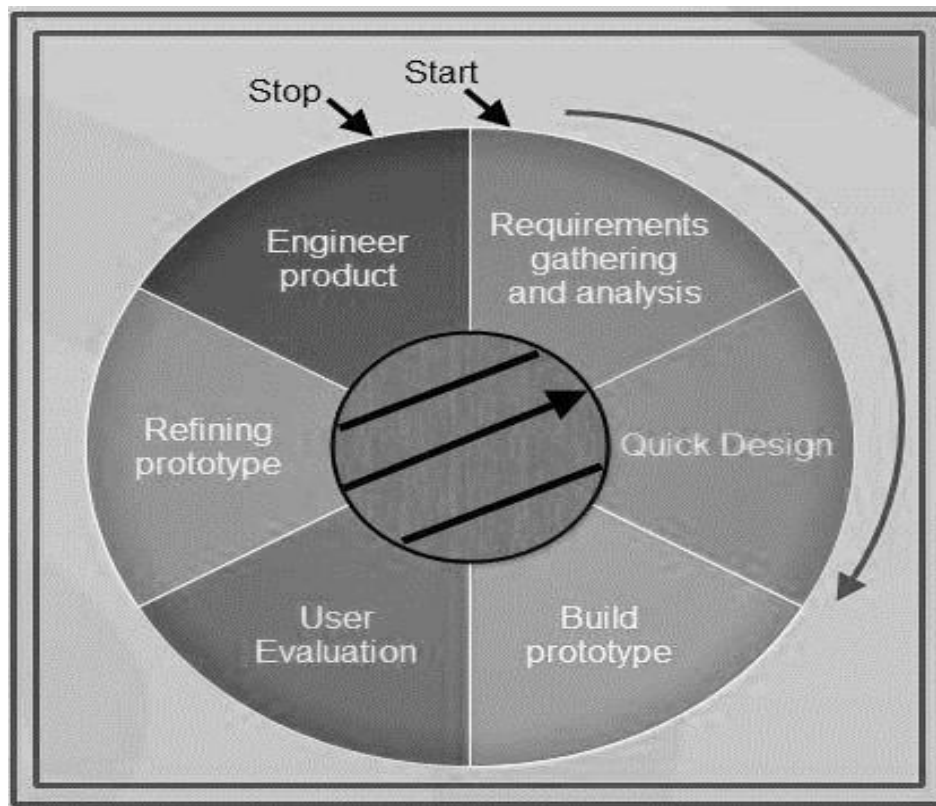 Stop
Start
Requirements
gathering
and analysis
Quick Design
Build
prototype
User
Evaluation
Refining
prototype
Engineer
product